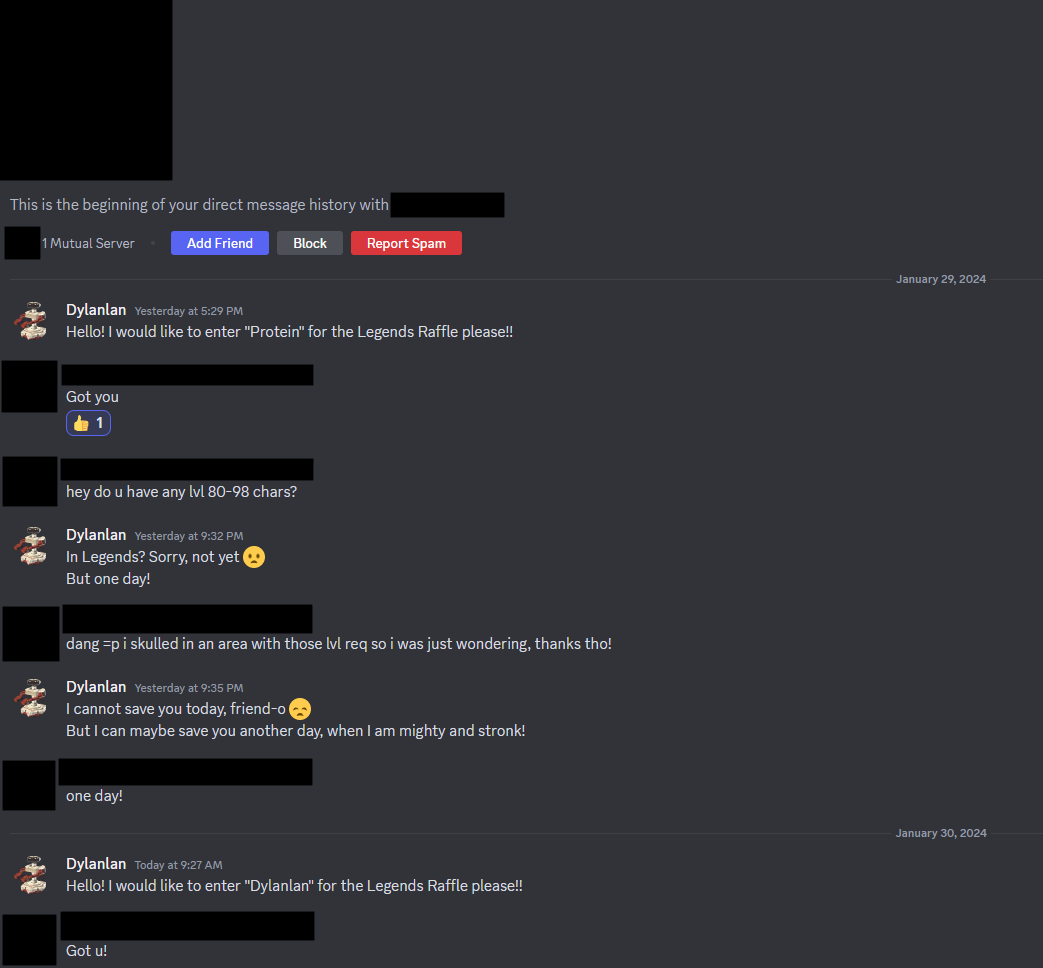 This is the beginning of your direct message history with
1 Mutual Server • Add Friend Block Report Spam
January 29, 2024
Dylanlan Yesterday at 5:29 PM
Hello! I would like to enter "Protein" for the Legends Raffle please!!
Got you
👍 1
hey do u have any lvl 80-98 chars?
Dylanlan Yesterday at 9:32 PM
In Legends? Sorry, not yet 😦
But one day!
dang =p i skulled in an area with those lvl req so i was just wondering, thanks tho!
Dylanlan Yesterday at 9:35 PM
I cannot save you today, friend-o 😞
But I can maybe save you another day, when I am mighty and stronk!
one day!
January 30, 2024
Dylanlan Today at 9:27 AM
Hello! I would like to enter "Dylanlan" for the Legends Raffle please!!
Got u!